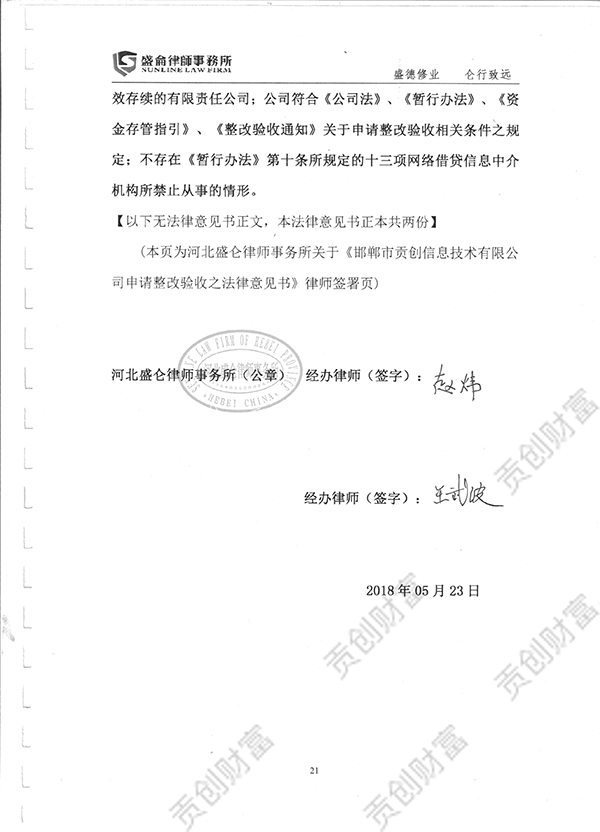 盛侖律師事務所
SUNLINE LAW FIRM
盛德修业 仑行致远
效存续的有限责任公司；公司符合《公司法》、《暂行办法》、《资
金存管指引》、《整改验收通知》关于申请整改验收相关条件之规
定；不存在《暂行办法》第十条所规定的十三项网络借贷信息中介
机构所禁止从事的情形。
【以下无法律意见书正文，本法律意见书正本共两份】
(本页为河北盛仑律师事务所关于《邯郸市贡创信息技术有限公
司申请整改验收之法律意见书》律师签署页)
LAW FIRM OF HEBEI PROVINCE
河北盛仑律师事务所
HEBEI CHINA
河北盛仑律师事务所（公章） 经办律师（签字）：赵炜
经办律师（签字）：王武波
2018 年 05 月 23 日
贡创财富
贡创财富
贡创财富
贡创财富
21